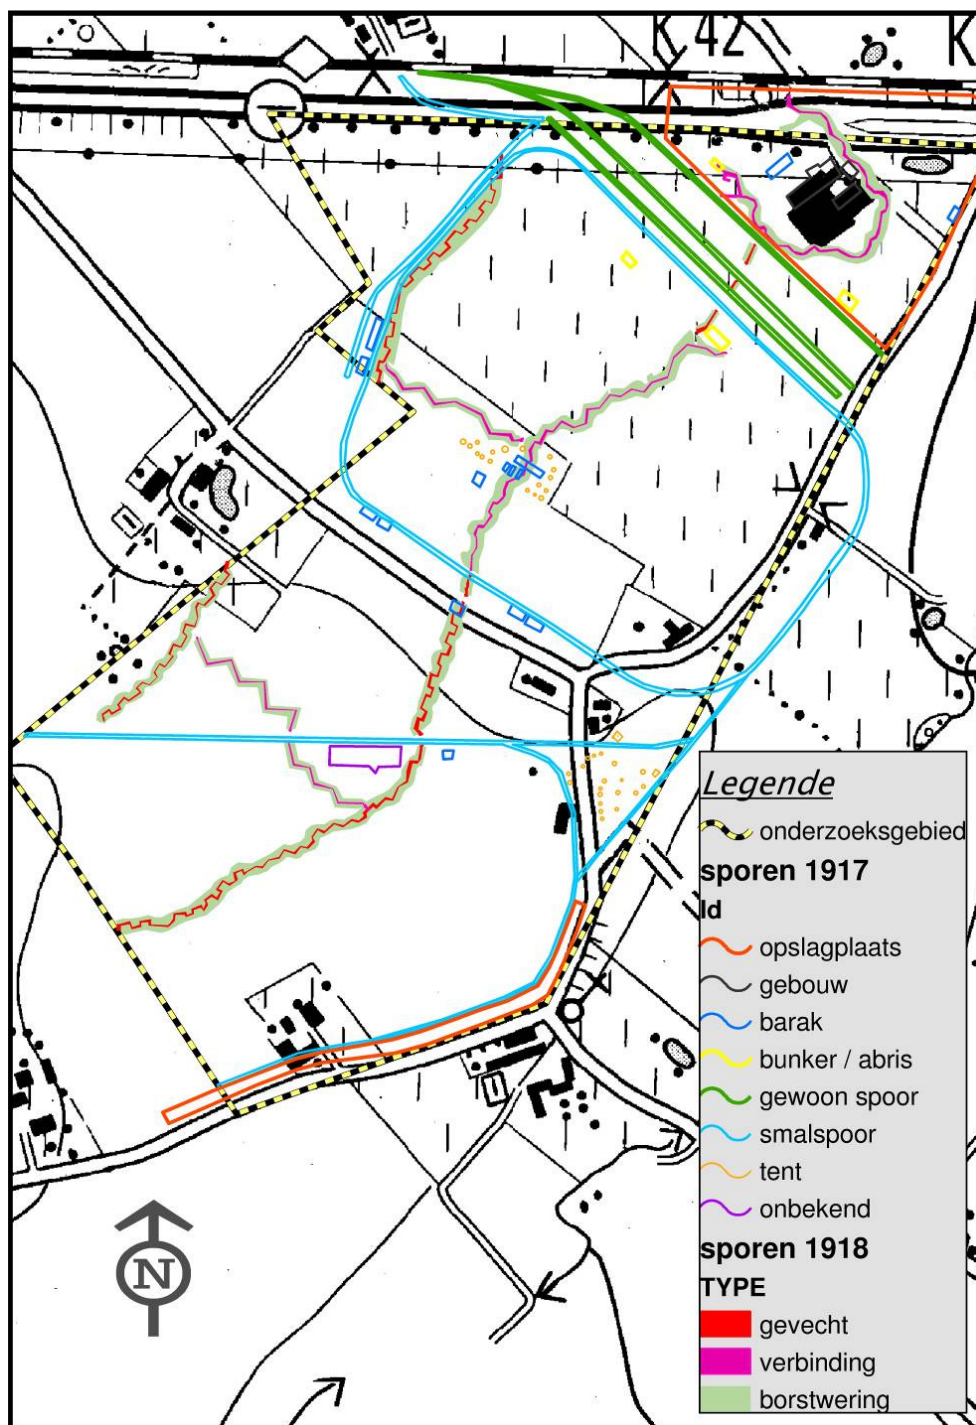 K 42
K
Legende
onderzoeksgebied
sporen 1917
Id
opslagplaats
gebouw
barak
bunker / abris
gewoon spoor
smalspoor
tent
onbekend
sporen 1918
TYPE
gevecht
verbinding
borstwering
N